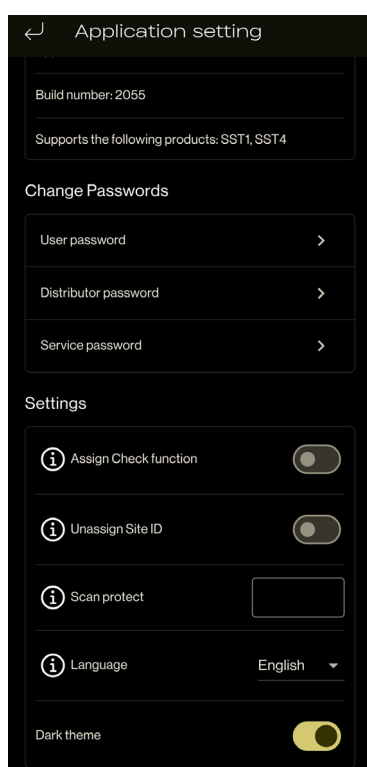 Application setting
Build number: 2055
Supports the following products: SST1, SST4
Change Passwords
User password
Distributor password
Service password
Settings
Assign Check function
Unassign Site ID
Scan protect
Language English
Dark theme